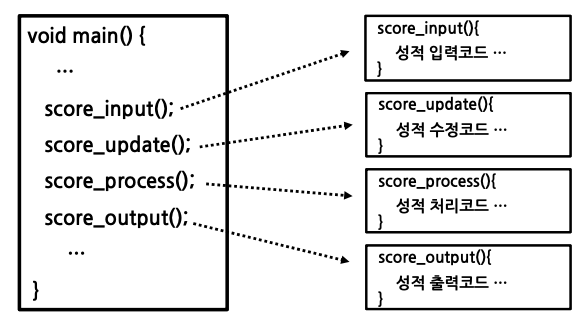 void main() {
…
score_input();
score_update();
score_process();
score_output();
…
}
score_input(){
성적 입력코드 …
}
score_update(){
성적 수정코드 …
}
score_process(){
성적 처리코드 …
}
score_output(){
성적 출력코드 …
}